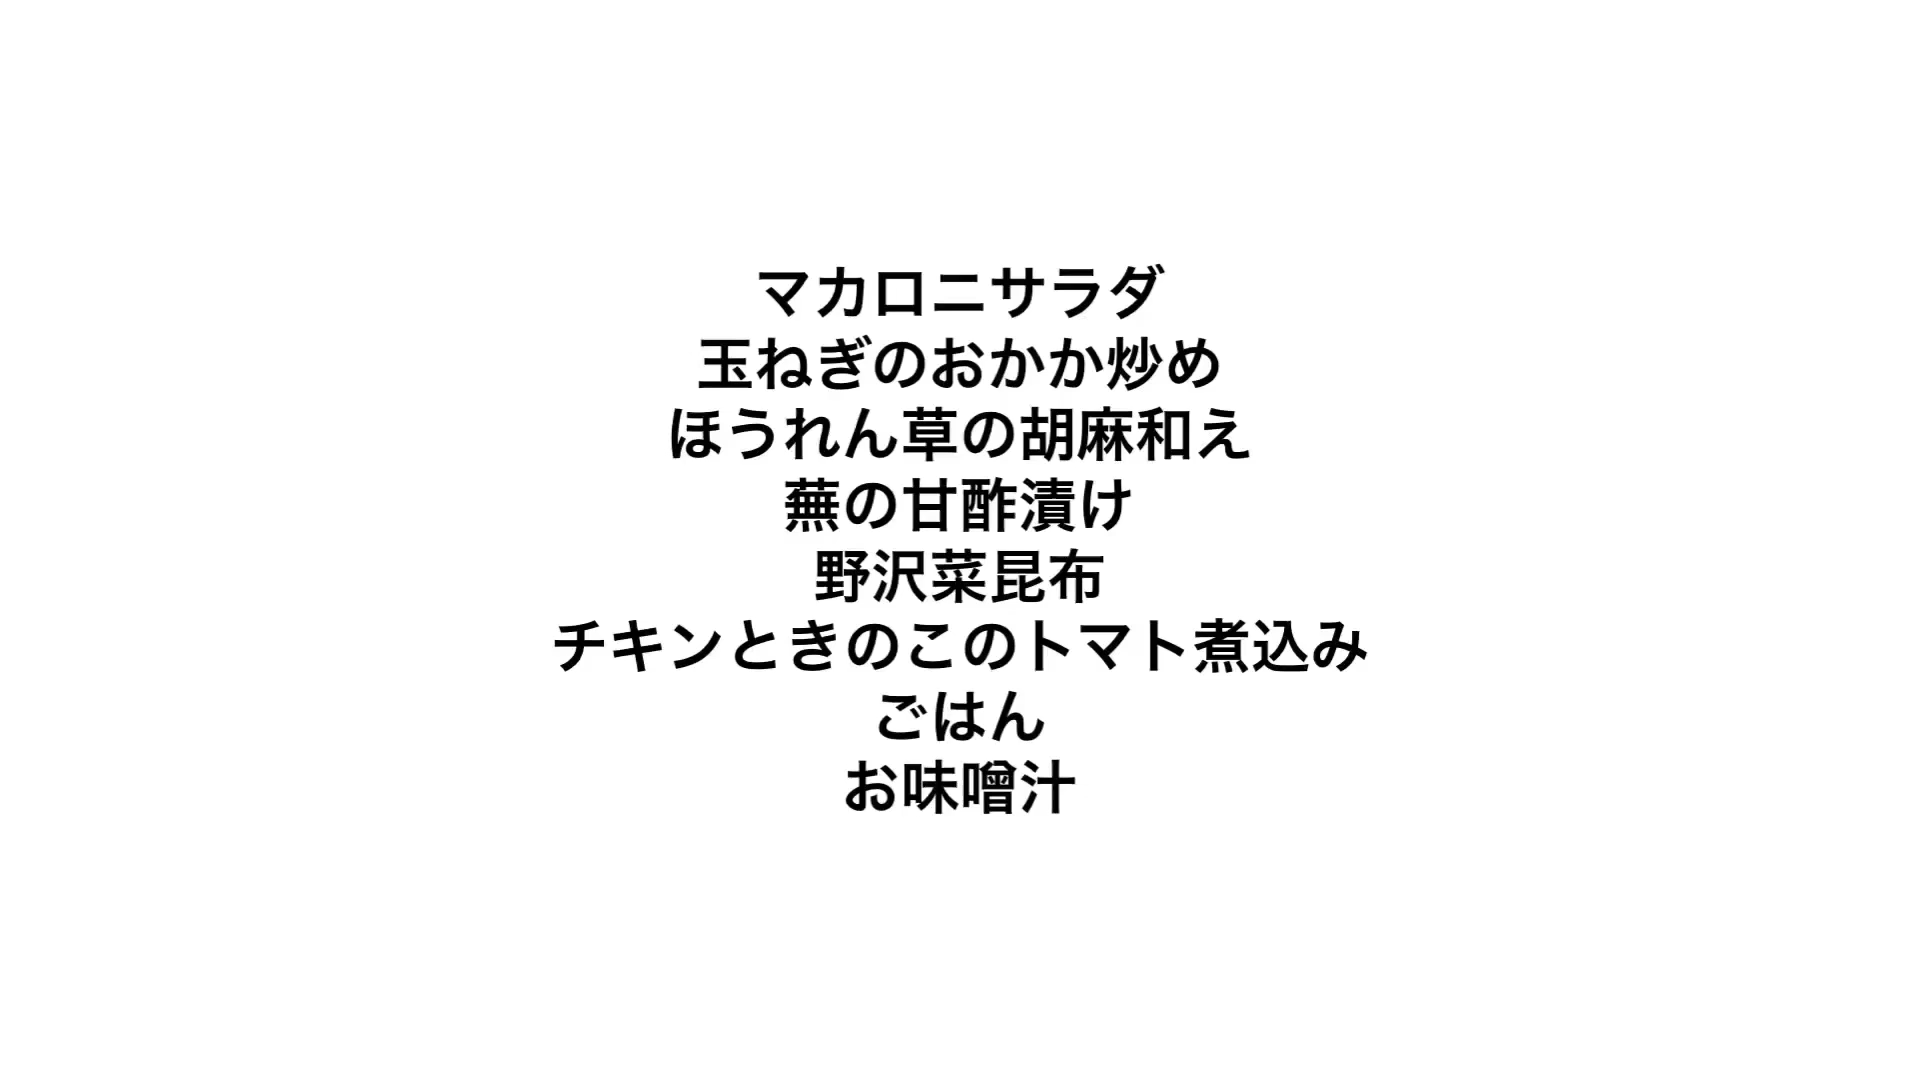 マカロニサラダ
玉ねぎのおかか炒め
ほうれん草の胡麻和え
蕪の甘酢漬け
野沢菜昆布
チキンときのこのトマト煮込み
ごはん
お味噌汁